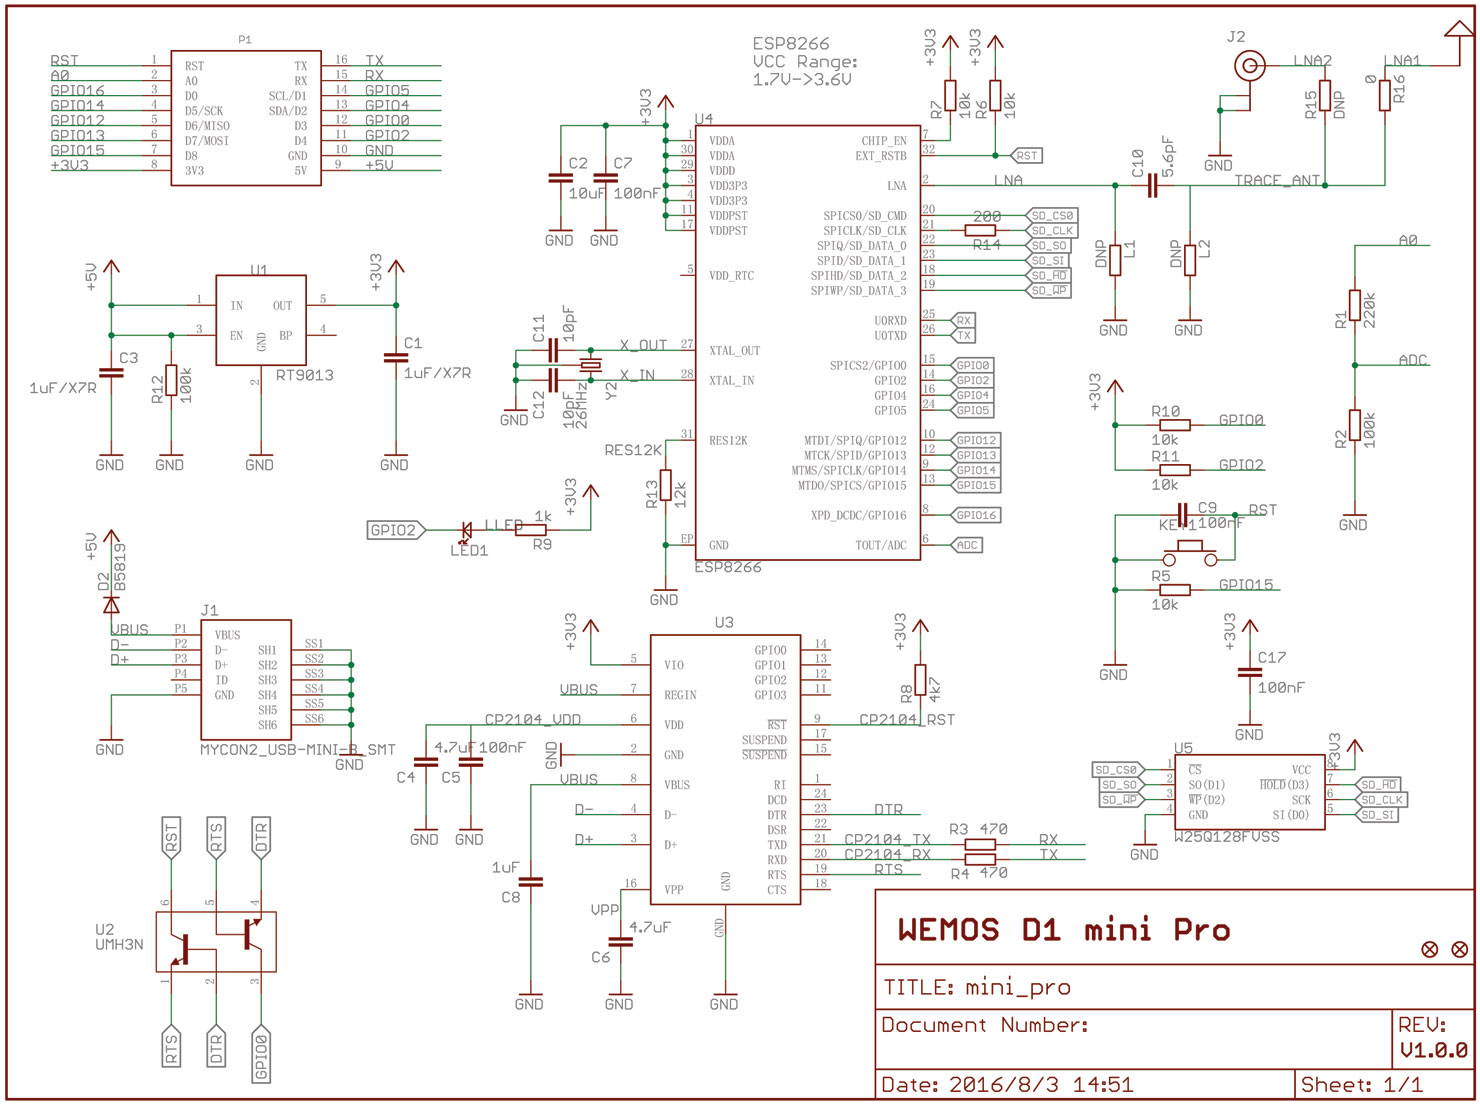 P1
RST 1 RST TX 16 TX
A0 2 A0 RX 15 RX
GPIO16 3 D0 SCL/D1 14 GPIO5
GPIO14 4 D5/SCK SDA/D2 13 GPIO4
GPIO12 5 D6/MISO D3 12 GPIO0
GPIO13 6 D7/MOSI D4 11 GPIO2
GPIO15 7 D8 GND 10 GND
+3V3 8 3V3 5V 9 +5V
ESP8266
VCC Range:
1.7V->3.6V
+3V3
+3V3
R7
10k
R6
10k
J2
LNA2
LNA1
GND
R15
DNP
0
R16
C10
5.6pF
TRACE_ANT
LNA
DNP
L1
DNP
L2
GND
GND
+3V3
C2
10uF
C7
100nF
GND
GND
U4
1 VDDA CHIP_EN 7
30 VDDA EXT_RSTB 32 RST
29 VDDD
3 VDD3P3 LNA 2
4 VDD3P3
11 VDDPST SPICS0/SD_CMD 20 SD_CS0
17 VDDPST SPICLK/SD_CLK 21 200 R14 SD_CLK
SPIQ/SD_DATA_0 22 SD_SO
SPID/SD_DATA_1 23 SD_SI
5 VDD_RTC SPIHD/SD_DATA_2 18 SD_HD
SPIWP/SD_DATA_3 19 SD_WP
U0RXD 25 RX
U0TXD 26 TX
27 XTAL_OUT
SPICS2/GPIO0 15 GPIO0
28 XTAL_IN GPIO2 14 GPIO2
GPIO4 16 GPIO4
GPIO5 24 GPIO5
31 RES12K MTDI/SPIQ/GPIO12 10 GPIO12
MTCK/SPID/GPIO13 12 GPIO13
MTMS/SPICLK/GPIO14 9 GPIO14
MTDO/SPICS/GPIO15 13 GPIO15
XPD_DCDC/GPIO16 8 GPIO16
EP GND TOUT/ADC 6 ADC
ESP8266
C11
10pF
X_OUT
X_IN
C12
10pF
26MHz
Y2
GND
RES12K
R13
12k
GND
+5V
U1
+3V3
1 IN OUT 5
3 EN BP 4
GND
2
RT9013
C3
1uF/X7R
R12
100k
C1
1uF/X7R
GND
GND
GND
GND
GPIO2
LED1
LLED
1k
R9
+3V3
A0
R1
220k
ADC
R2
100k
GND
+3V3
R10
10k
GPIO0
R11
10k
GPIO2
C9
100nF
RST
KEY1
R5
10k
GPIO15
GND
+3V3
C17
100nF
GND
+5V
D2
B5819
J1
VBUS P1 VBUS
D- P2 D- SH1 SS1
D+ P3 D+ SH2 SS2
P4 ID SH3 SS3
P5 GND SH4 SS4
SH5 SS5
SH6 SS6
MYCON2_USB-MINI-B_SMT
GND
GND
U3
+3V3
+3V3
5 VIO GPIO0 14
GPIO1 13
GPIO2 12
VBUS 7 REGIN GPIO3 11
R8
4k7
CP2104_VDD 6 VDD RST 9 CP2104_RST
SUSPEND 17
GND 2 GND SUSPEND 15
VBUS 8 VBUS RI 1
DCD 24
D- 4 D- DTR 23 DTR
DSR 22
D+ 3 D+ TXD 21 CP2104_TX R3 470 RX
RXD 20 CP2104_RX R4 470 TX
RTS 19 RTS
16 VPP CTS 18
GND
GND
4.7uF
100nF
C4
C5
GND
GND
1uF
C8
GND
VPP
4.7uF
C6
GND
GND
U5
+3V3
SD_CS0 1 CS VCC 8
SD_SO 2 SO(D1) HOLD(D3) 7 SD_HD
SD_WP 3 WP(D2) SCK 6 SD_CLK
4 GND SI(D0) 5 SD_SI
W25Q128FVSS
GND
RST
RTS
DTR
6 5 4
U2
UMH3N
1 2 3
RTS
DTR
GPIO0
WEMOS D1 mini Pro
TITLE: mini_pro
Document Number:
REV:
V1.0.0
Date: 2016/8/3 14:51
Sheet: 1/1